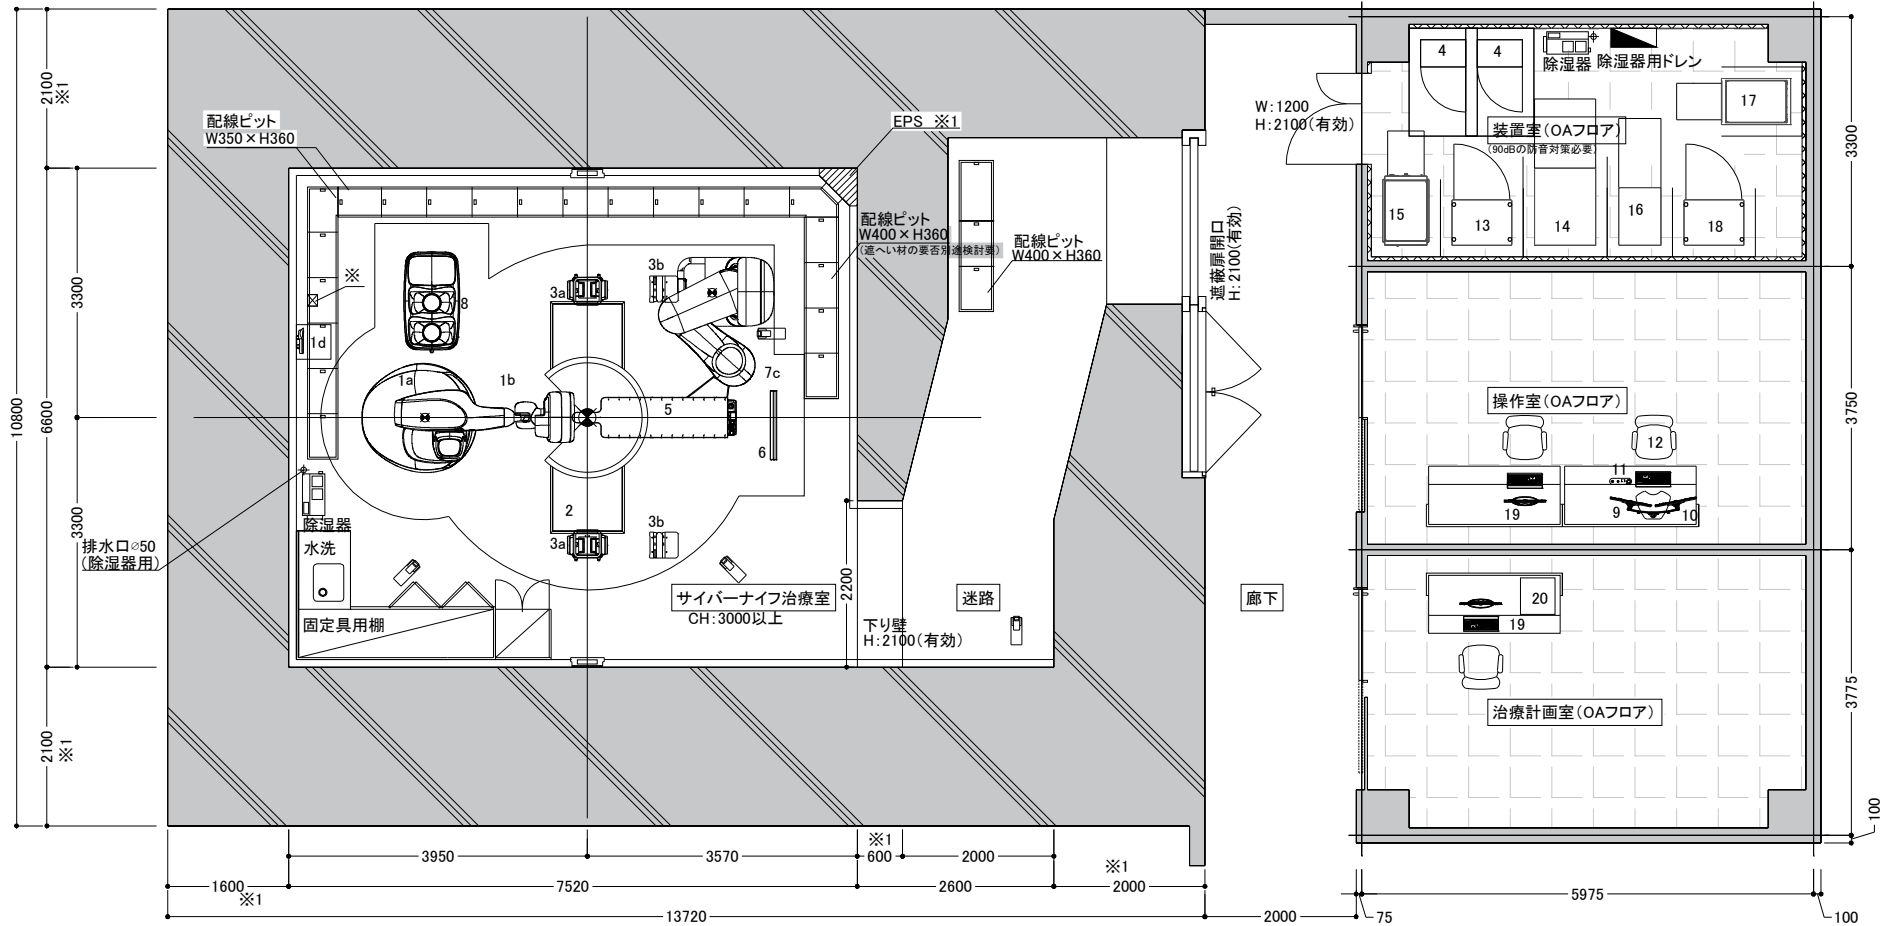 配線ピット
W350×H360
EPS ※1
配線ピット
W400×H360
(遮へい材の要否別途検討要)
配線ピット
W400×H360
遮蔽扉開口
H:2100(有効)
W:1200
H:2100(有効)
4
4
除湿器
除湿器用ドレン
17
装置室(OAフロア)
(90dBの防音対策必要)
15
13
14
16
18
※
8
1d
1a
1b
3a
3b
7c
5
6
2
3a
3b
除湿器
水洗
排水口⌀50
(除湿器用)
固定具用棚
サイバーナイフ治療室
CH:3000以上
下り壁
H:2100(有効)
迷路
廊下
操作室(OAフロア)
12
11
19
9
10
20
19
治療計画室(OAフロア)
10800
2100
※1
6600
2100
※1
3300
3300
2200
3300
3750
3775
100
3950
3570
※1
600
2000
1600
※1
7520
2600
※1
2000
13720
2000
75
5975
100